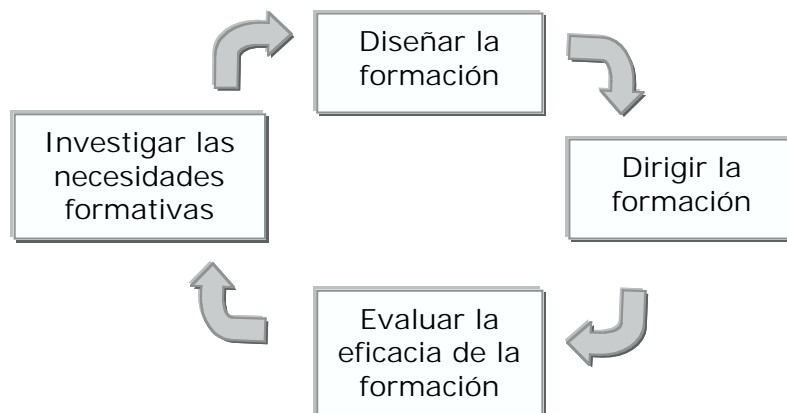 Diseñar la
formación
Investigar las
necesidades
formativas
Dirigir la
formación
Evaluar la
eficacia de la
formación